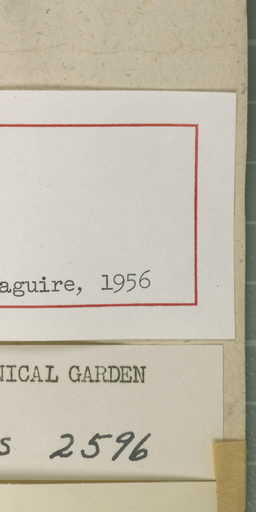 aguire, 1956
NICAL GARDEN
s 2596